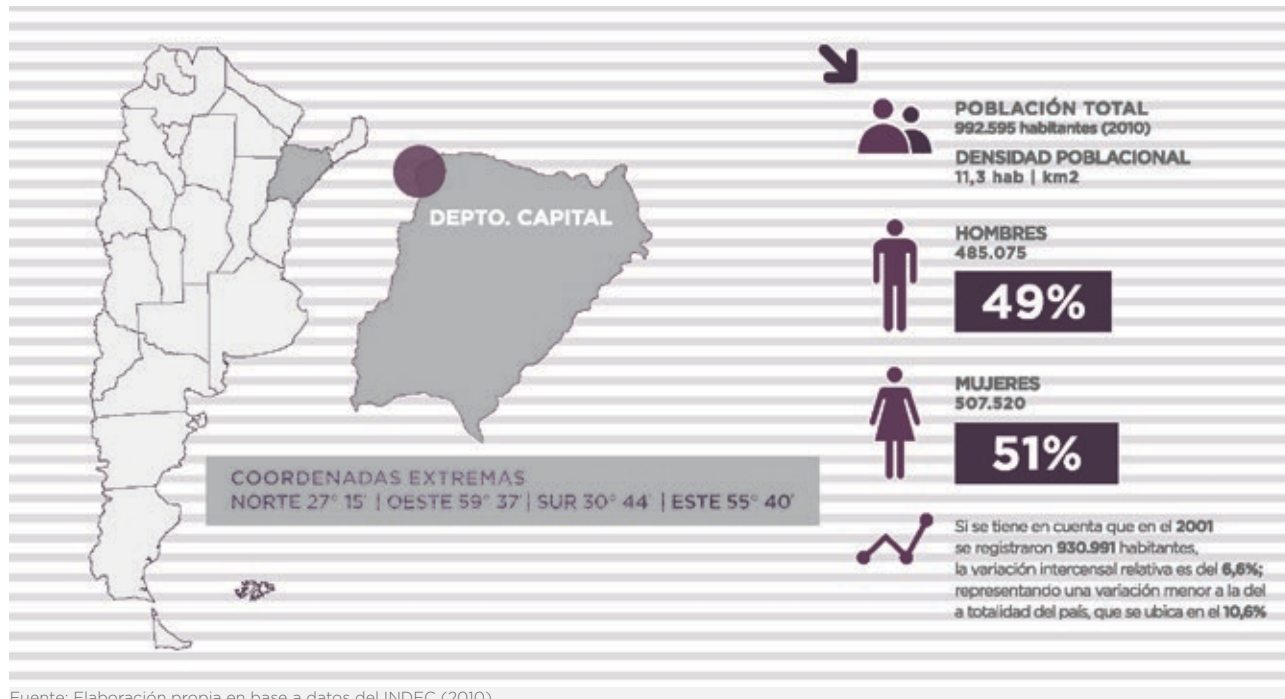 DEPTO. CAPITAL
COORDENADAS EXTREMAS
NORTE 27° 15' | OESTE 59° 37' | SUR 30° 44' | ESTE 55° 40'
POBLACIÓN TOTAL
992.595 habitantes (2010)
DENSIDAD POBLACIONAL
11,3 hab | km2
HOMBRES
485.075
49%
MUJERES
507.520
51%
Si se tiene en cuenta que en el 2001
se registraron 930.991 habitantes,
la variación intercensal relativa es del 6,6%;
representando una variación menor a la del
a totalidad del país, que se ubica en el 10,6%
Fuente: Elaboración propia en base a datos del INDEC (2010)